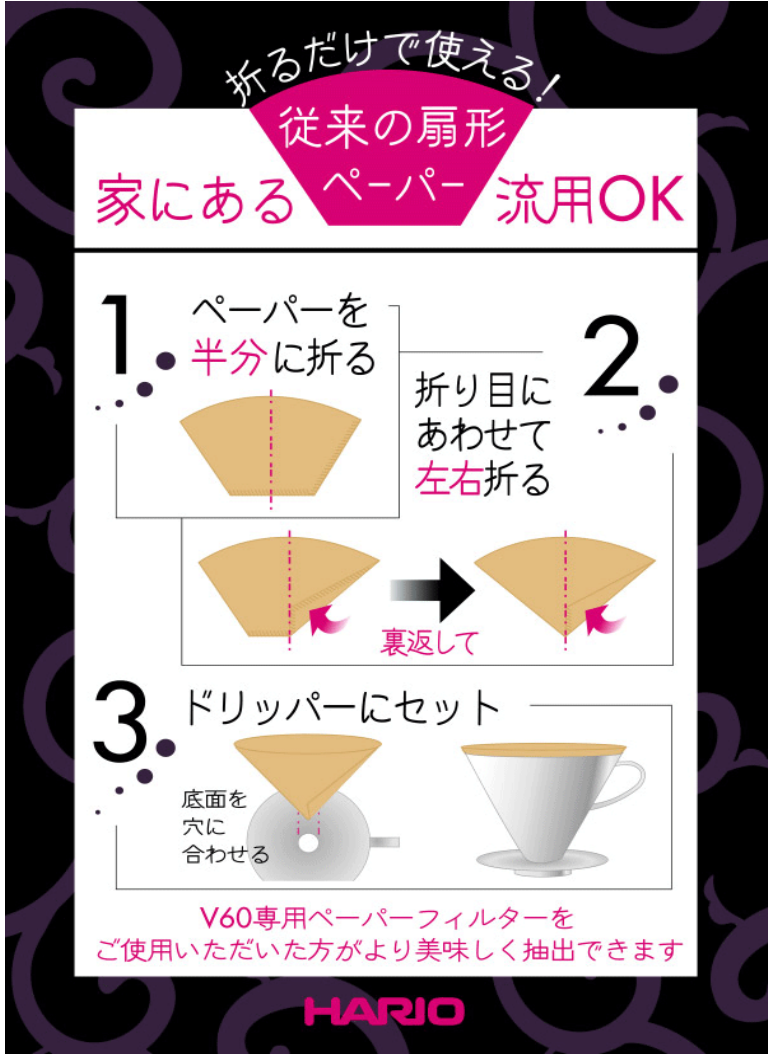 折るだけで使える!
従来の扇形
家にある ペーパー 流用OK
1
ペーパーを
半分に折る
2
折り目に
あわせて
左右折る
裏返して
3
ドリッパーにセット
底面を
穴に
合わせる
V60専用ペーパーフィルターを
ご使用いただいた方がより美味しく抽出できます
HARIO